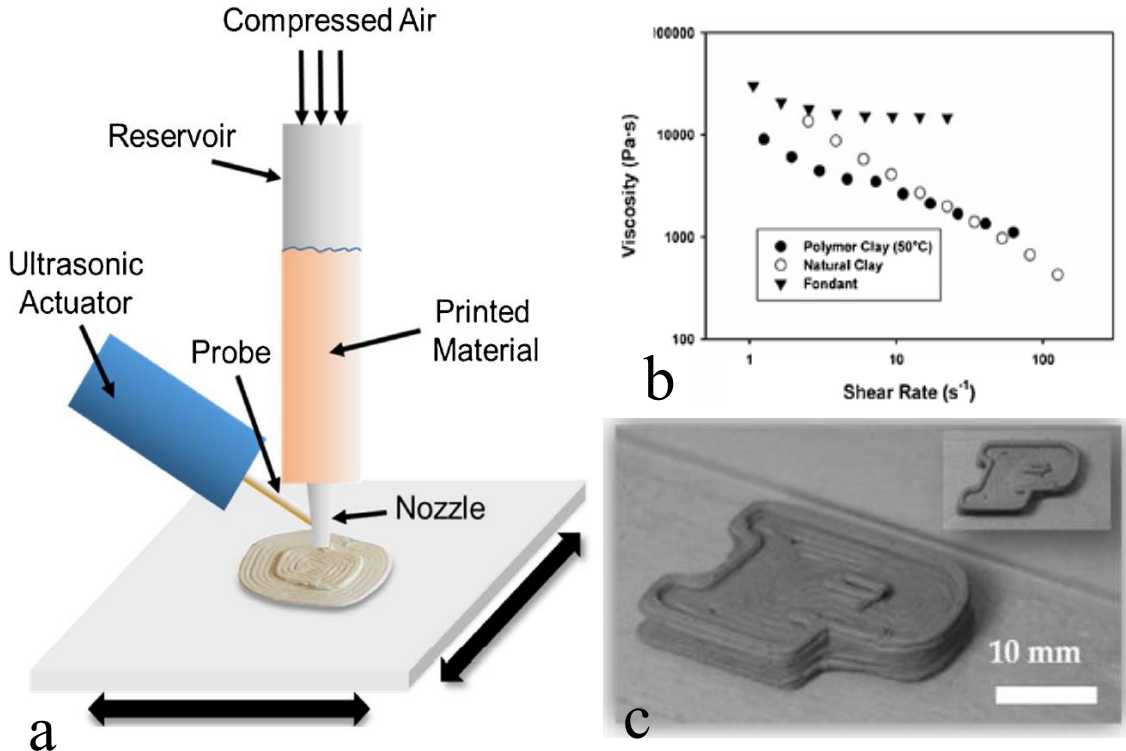 Compressed Air
Reservoir
Ultrasonic
Actuator
Probe
Printed
Material
Nozzle
a
100000
10000
1000
100
Viscosity (Pa·s)
Polymer Clay (50°C)
Natural Clay
Fondant
1
10
100
Shear Rate (s⁻¹)
b
10 mm
c